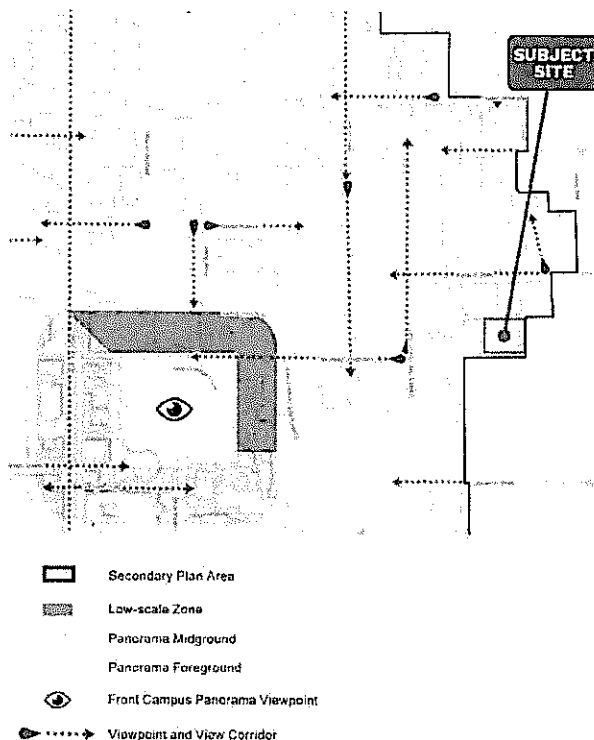 SUBJECT
SITE
Secondary Plan Area
Low-scale Zone
Panorama Midground
Panorama Foreground
Front Campus Panorama Viewpoint
Viewpoint and View Corridor